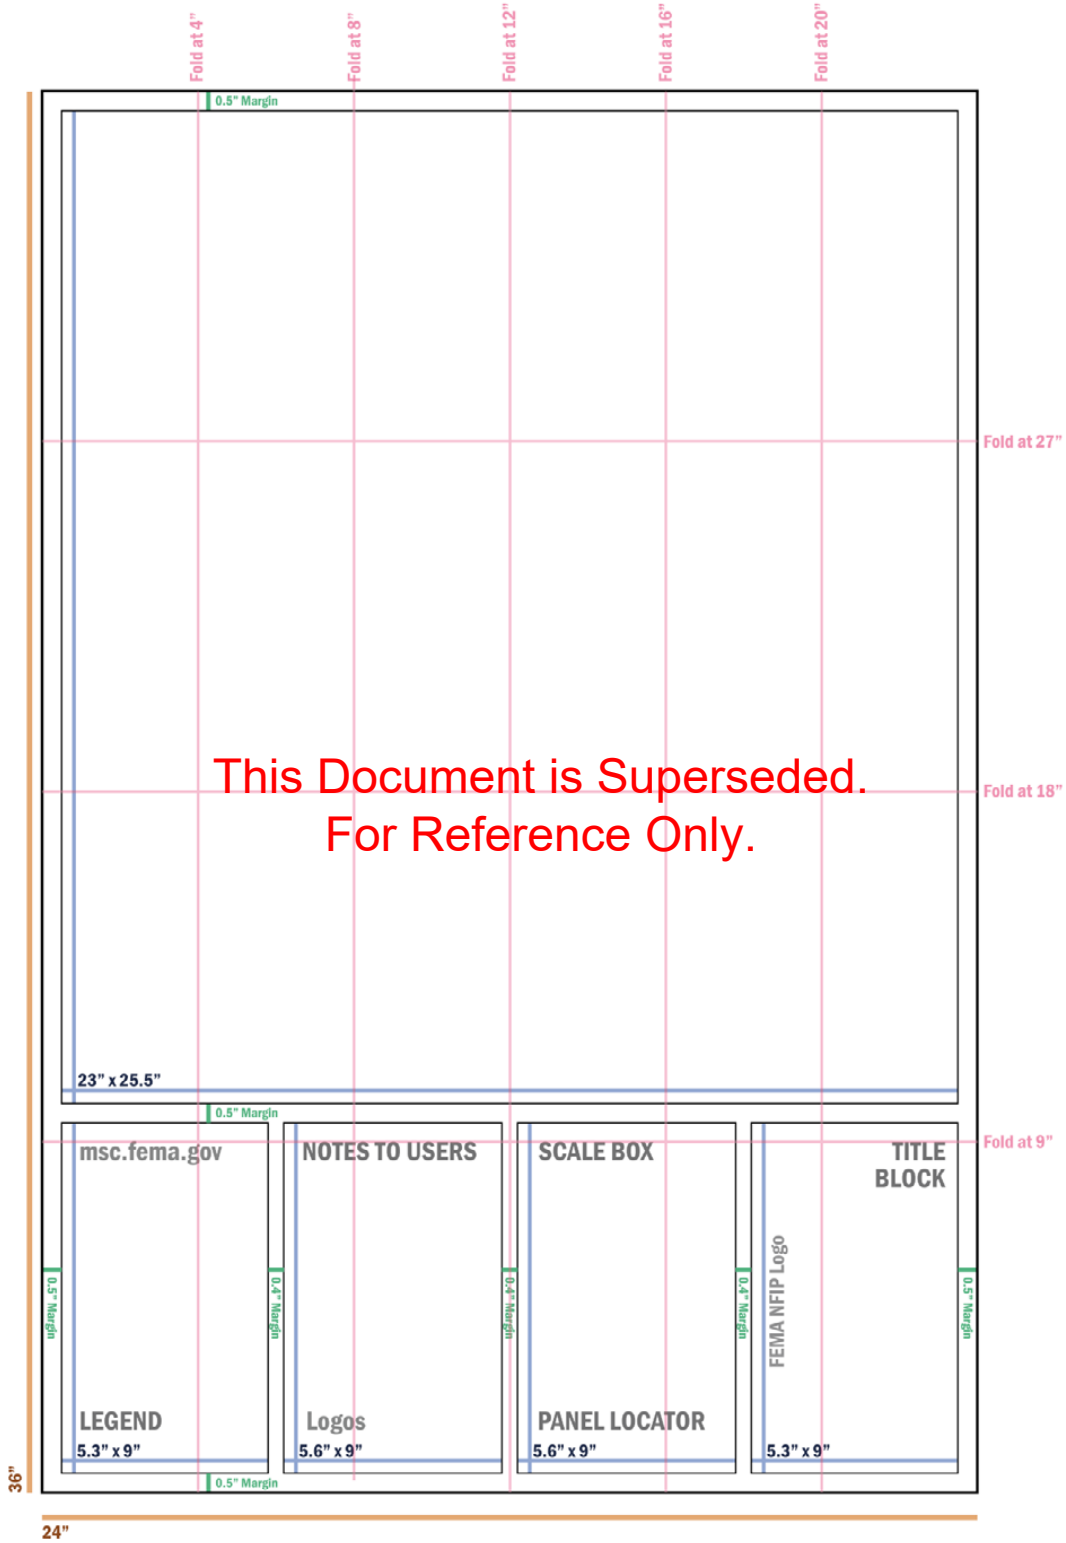 Fold at 4”
Fold at 8”
Fold at 12”
Fold at 16”
Fold at 20”
0.5” Margin
Fold at 27”
This Document is Superseded.
Fold at 18”
For Reference Only.
23” x 25.5”
0.5” Margin
Fold at 9”
msc.fema.gov
NOTES TO USERS
SCALE BOX
TITLE
BLOCK
FEMA NFIP Logo
0.5” Margin
0.4” Margin
0.4” Margin
0.4” Margin
0.5” Margin
LEGEND
Logos
PANEL LOCATOR
5.3” x 9”
5.6” x 9”
5.6” x 9”
5.3” x 9”
0.5” Margin
36”
24”